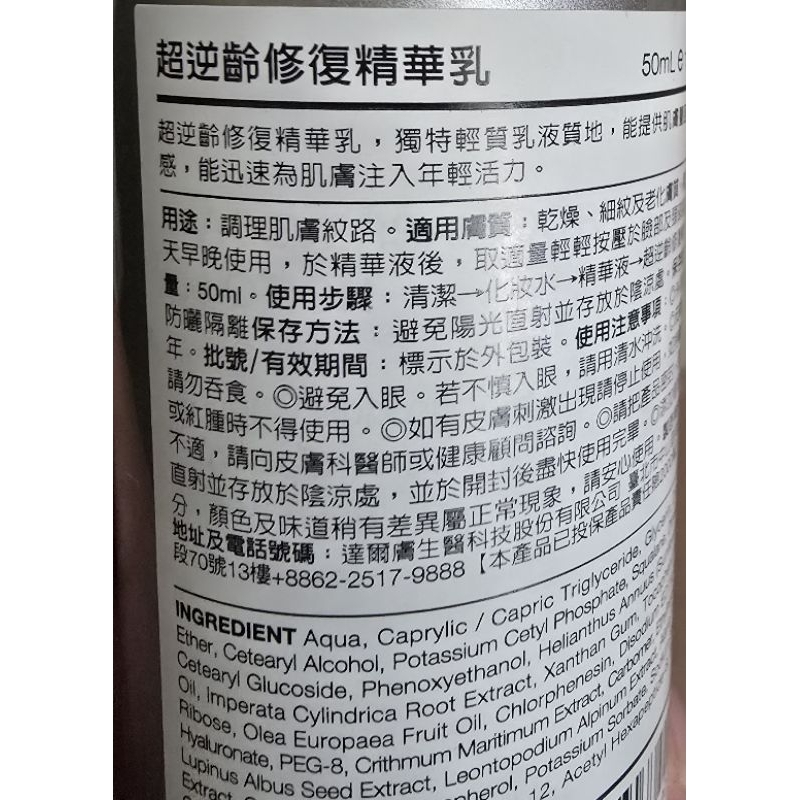 超逆齡修復精華乳 50mL e
超逆齡修復精華乳，獨特輕質乳液質地，能提供肌膚
感，能迅速為肌膚注入年輕活力。
用途：調理肌膚紋路。適用膚質：乾燥、細紋及老化膚質
天早晚使用，於精華液後，取適量輕輕按壓於臉部及
量：50ml。使用步驟：清潔→化妝水→精華液→超逆齡
防曬隔離保存方法：避免陽光直射並存放於陰涼處。
年。批號/有效期間：標示於外包裝。使用注意事項：
請勿吞食。◎避免入眼。若不慎入眼，請用清水沖洗。
或紅腫時不得使用。◎如有皮膚刺激出現請停止使用。
不適，請向皮膚科醫師或健康顧問諮詢。◎請把產品
直射並存放於陰涼處，並於開封後盡快使用完畢。
分，顏色及味道稍有差異屬正常現象，請安心使用。
地址及電話號碼：達爾膚生醫科技股份有限公司 臺北市
段70號13樓+8862-2517-9888【本產品已投保產品責任險
INGREDIENT Aqua, Caprylic / Capric Triglyceride,
Ether, Cetearyl Alcohol, Potassium Cetyl Phosphate, Squalane,
Cetearyl Glucoside, Phenoxyethanol, Helianthus Annuus
Oil, Imperata Cylindrica Root Extract, Xanthan Gum,
Ribose, Olea Europaea Fruit Oil, Chlorphenesin, Disodium
Hyaluronate, PEG-8, Crithmum Maritimum Extract, Carbomer,
Lupinus Albus Seed Extract, Leontopodium Alpinum Extract,
Extract, Potassium Sorbate,
12, Acetyl